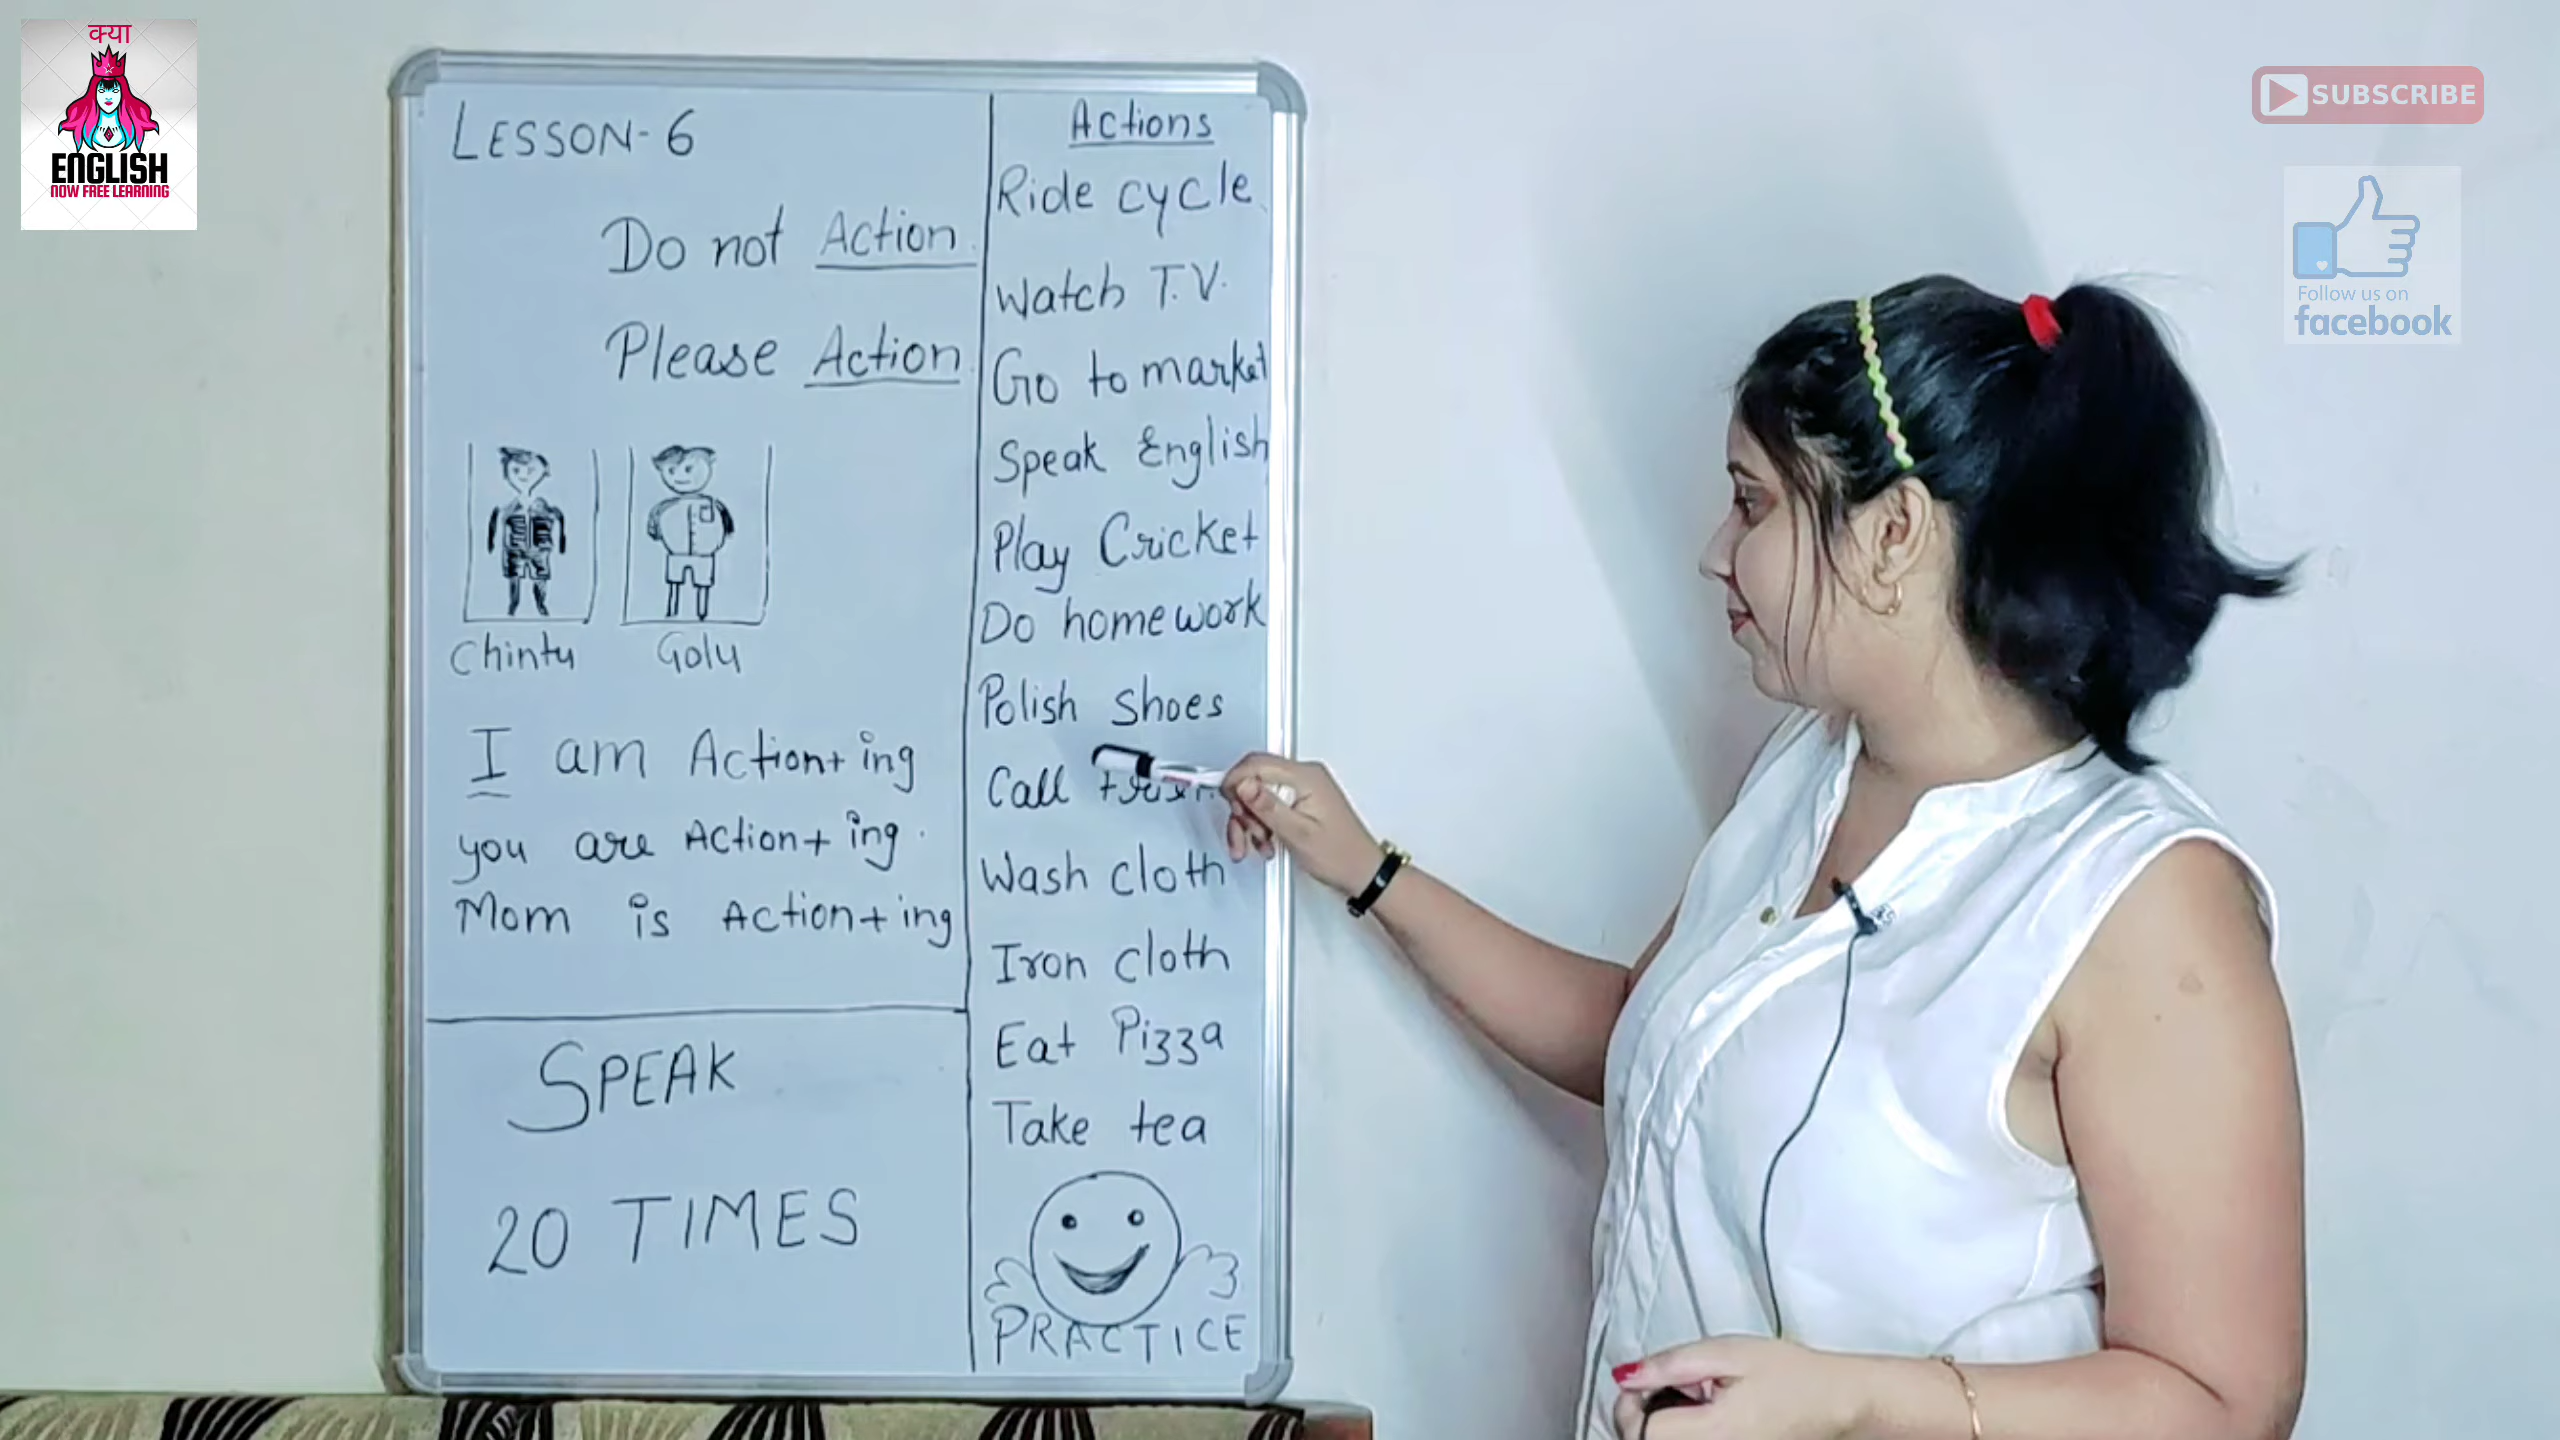 क्या
ENGLISH
NOW FREE LEARNING
LESSON-6
Do not Action.
Please Action
Chintu
Golu
I am Action+ing
you are Action+ing.
Mom is Action+ing
SPEAK
20 TIMES
Actions
Ride cycle
Watch T.V.
Go to market
Speak English
Play Cricket
Do homework
Polish shoes
Call
Wash cloth
Iron cloth
Eat Pizza
Take tea
PRACTICE
SUBSCRIBE
Follow us on
facebook